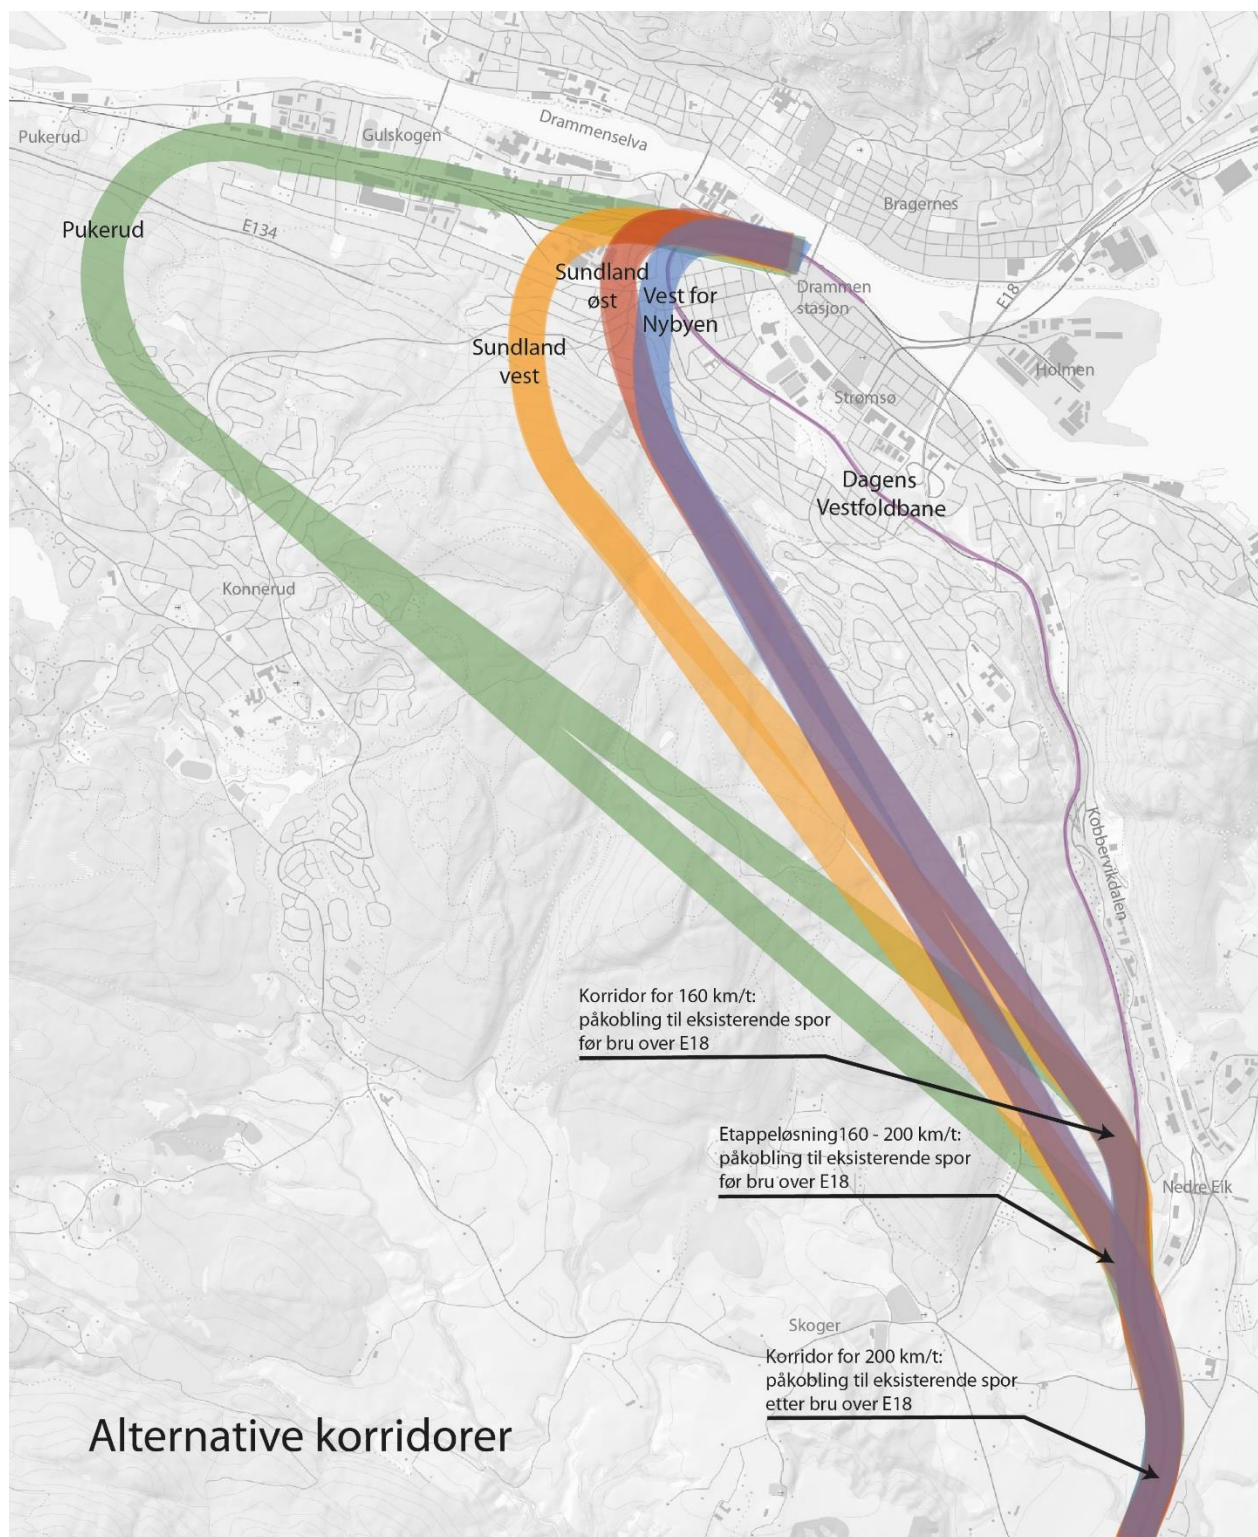 Pukerud
Gulskogen
Drammenselva
Bragernes
Pukerud
E134
Sundland
øst
Vest for
Nybyen
Drammen
stasjon
E18
Sundland
vest
Holmen
Strømsø
Dagens
Vestfoldbane
Konnerud
Kobbervikdalen
Korridor for 160 km/t:
påkobling til eksisterende spor
før bru over E18
Etappeløsning160 - 200 km/t:
påkobling til eksisterende spor
før bru over E18
Nedre Eik
Skoger
Korridor for 200 km/t:
påkobling til eksisterende spor
etter bru over E18
Alternative korridorer